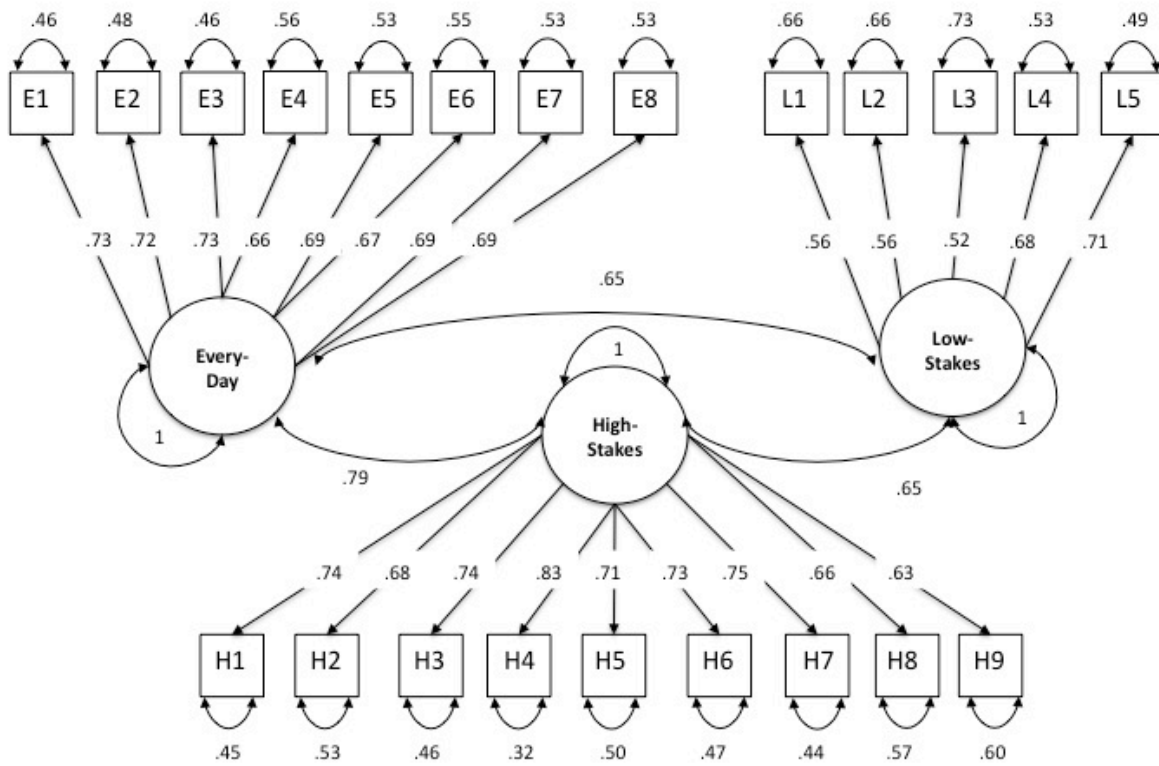 .46 .48 .46 .56 .53 .55 .53 .53 .66 .66 .73 .53 .49
E1 E2 E3 E4 E5 E6 E7 E8 L1 L2 L3 L4 L5
.73 .72 .73 .66 .69 .67 .69 .69 .56 .56 .52 .68 .71
.65
Every-
Day
Low-
Stakes
1
1
1
High-
Stakes
.79
.65
.74 .68 .74 .83 .71 .73 .75 .66 .63
H1 H2 H3 H4 H5 H6 H7 H8 H9
.45 .53 .46 .32 .50 .47 .44 .57 .60